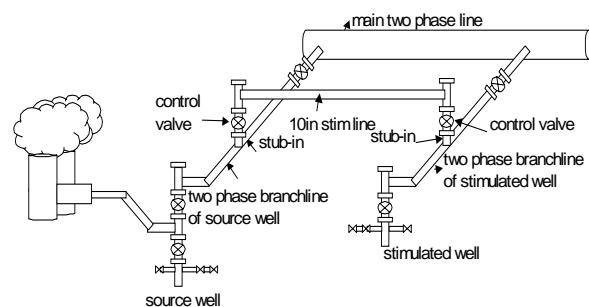 main two phase line
control
valve
10in stim line
stub-in
stub-in
control valve
two phase branchline
of source well
two phase branchline
of stimulated well
stimulated well
source well